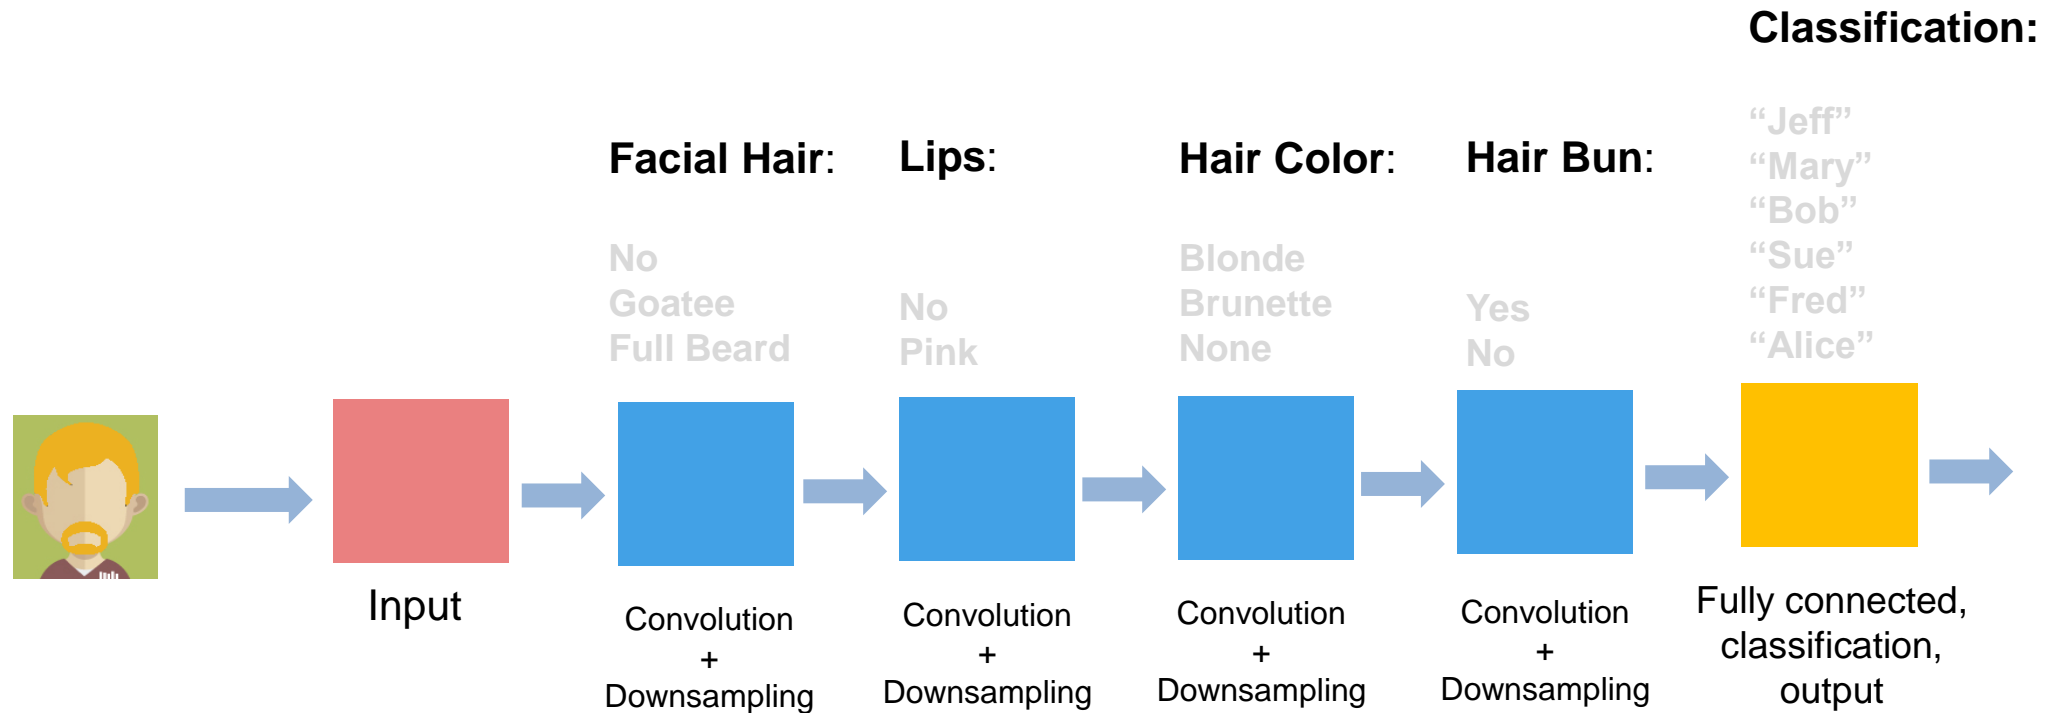 Classification:
“Jeff”
“Mary”
“Bob”
“Sue”
“Fred”
“Alice”
Facial Hair:
No
Goatee
Full Beard
Lips:
No
Pink
Hair Color:
Blonde
Brunette
None
Hair Bun:
Yes
No
Input
Convolution
+
Downsampling
Convolution
+
Downsampling
Convolution
+
Downsampling
Convolution
+
Downsampling
Fully connected,
classification,
output